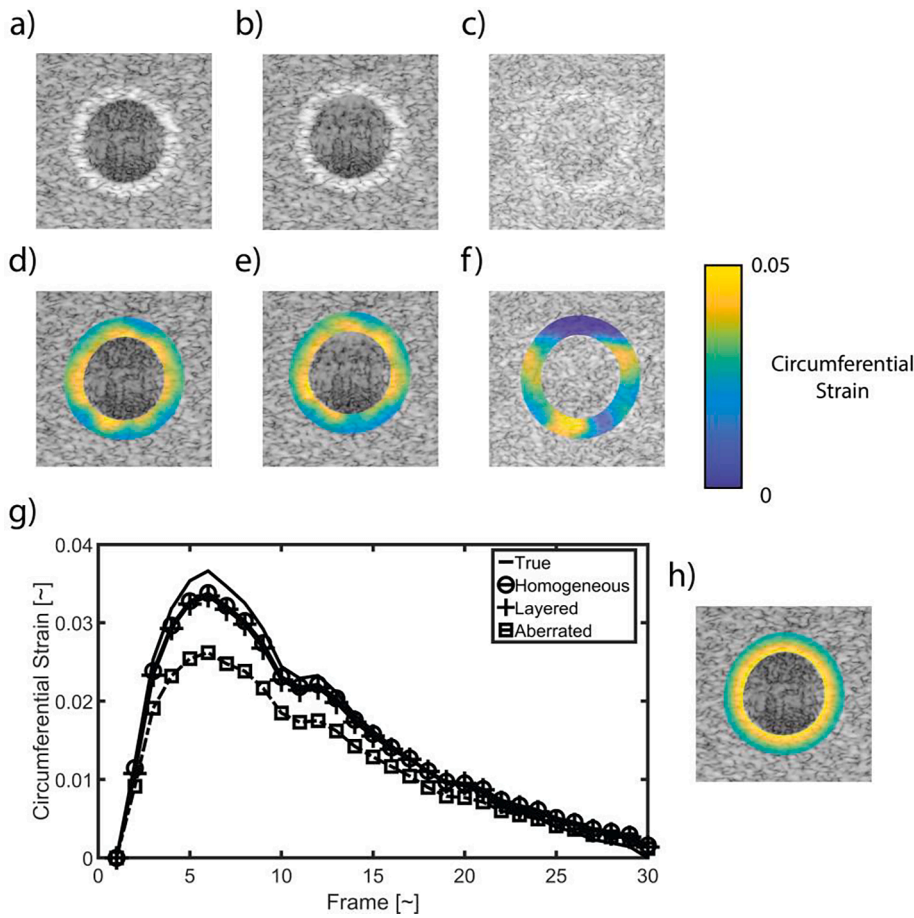 a)
b)
c)
d)
e)
f)
0.05
Circumferential
Strain
0
g)
0.04
0.03
0.02
0.01
0
Circumferential Strain [~]
True
Homogeneous
Layered
Aberrated
0 5 10 15 20 25 30
Frame [~]
h)